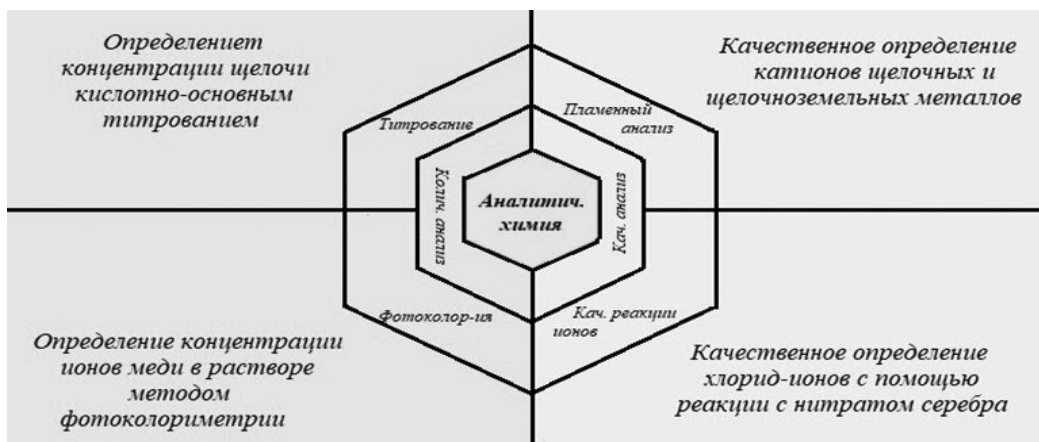 Определениет
концентрации щелочи
кислотно-основным
титрованием
Качественное определение
катионов щелочных и
щелочноземельных металлов
Титрование
Пламенный
анализ
Колич. анализ
Аналитич.
химия
Кач. анализ
Фотоколор-ия
Кач. реакции
ионов
Определение концентрации
ионов меди в растворе
методом
фотоколориметрии
Качественное определение
хлорид-ионов с помощью
реакции с нитратом серебра